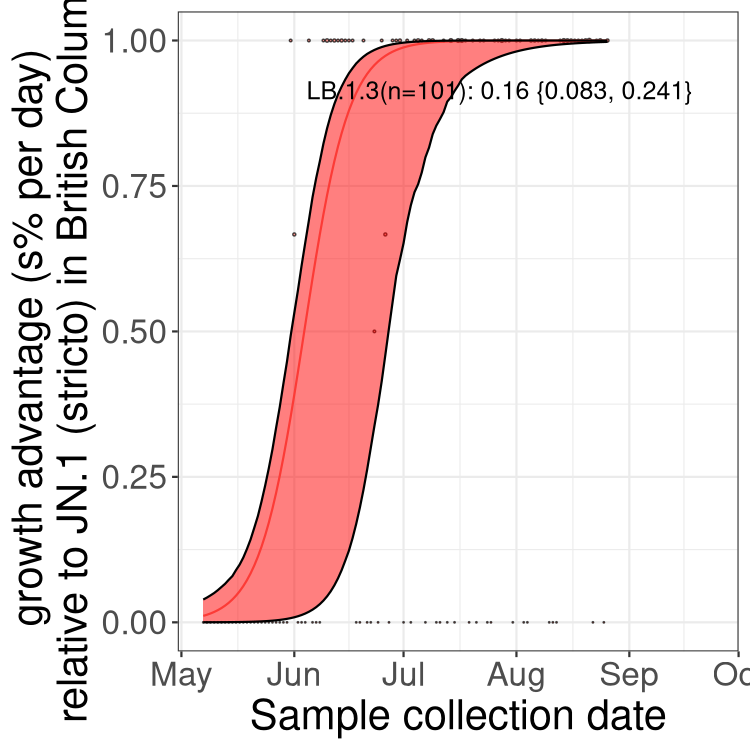 growth advantage (s% per day)
relative to JN.1 (stricto) in British Colum
1.00
0.75
0.50
0.25
0.00
LB.1.3(n=101): 0.16 {0.083, 0.241}
May Jun Jul Aug Sep Oc
Sample collection date